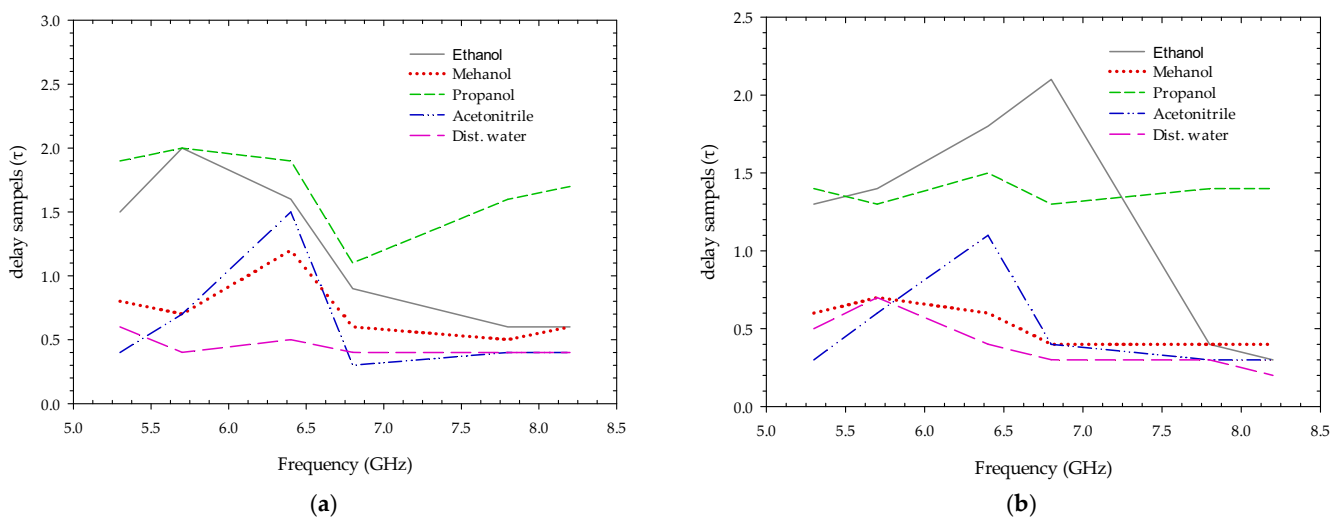 3.0
2.5
2.0
1.5
1.0
0.5
0.0
delay sampels (τ)
5.0 5.5 6.0 6.5 7.0 7.5 8.0 8.5
Frequency (GHz)
Ethanol
Mehanol
Propanol
Acetonitrile
Dist. water
(a)
2.5
2.0
1.5
1.0
0.5
0.0
delay sampels (τ)
5.0 5.5 6.0 6.5 7.0 7.5 8.0 8.5
Frequency (GHz)
Ethanol
Mehanol
Propanol
Acetonitrile
Dist. water
(b)